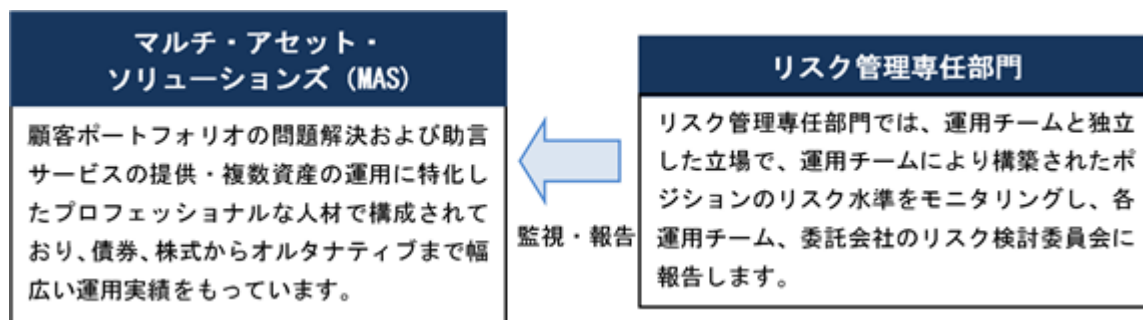 マルチ・アセット・
ソリューションズ (MAS)
顧客ポートフォリオの問題解決および助言
サービスの提供・複数資産の運用に特化し
たプロフェッショナルな人材で構成されて
おり、債券、株式からオルタナティブまで幅
広い運用実績をもっています。
監視・報告
リスク管理専任部門
リスク管理専任部門では、運用チームと独立
した立場で、運用チームにより構築されたポ
ジションのリスク水準をモニタリングし、各
運用チーム、委託会社のリスク検討委員会に
報告します。